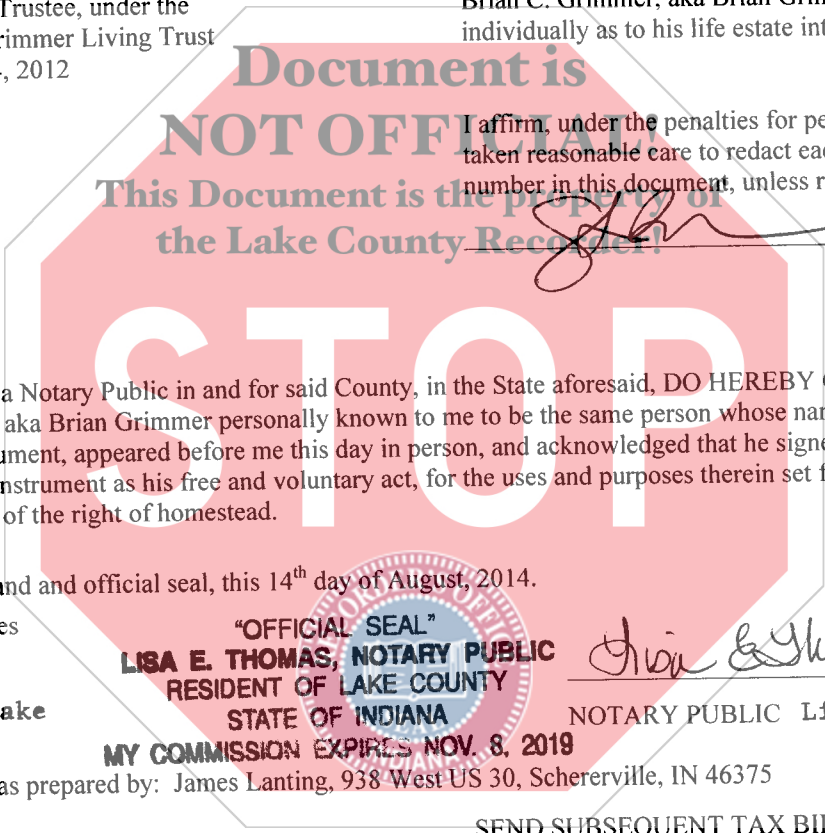 Trustee, under the
Brian C. Grimmer, aka Brian Grim
rimmer Living Trust
individually as to his life estate int
, 2012
Document is
NOT OFFICIAL!
This Document is the property of
the Lake County Recorder!
I affirm, under the penalties for pe
taken reasonable care to redact eac
number in this document, unless r
STOP
a Notary Public in and for said County, in the State aforesaid, DO HEREBY
aka Brian Grimmer personally known to me to be the same person whose nam
ument, appeared before me this day in person, and acknowledged that he signe
nstrument as his free and voluntary act, for the uses and purposes therein set f
of the right of homestead.
and and official seal, this 14th day of August, 2014.
es
"OFFICIAL SEAL"
LISA E. THOMAS, NOTARY PUBLIC
RESIDENT OF LAKE COUNTY
STATE OF INDIANA
MY COMMISSION EXPIRES NOV. 8, 2019
ake
Lisa E Th
NOTARY PUBLIC Li
as prepared by: James Lanting, 938 West US 30, Schererville, IN 46375
SEND SUBSEQUENT TAX BIL